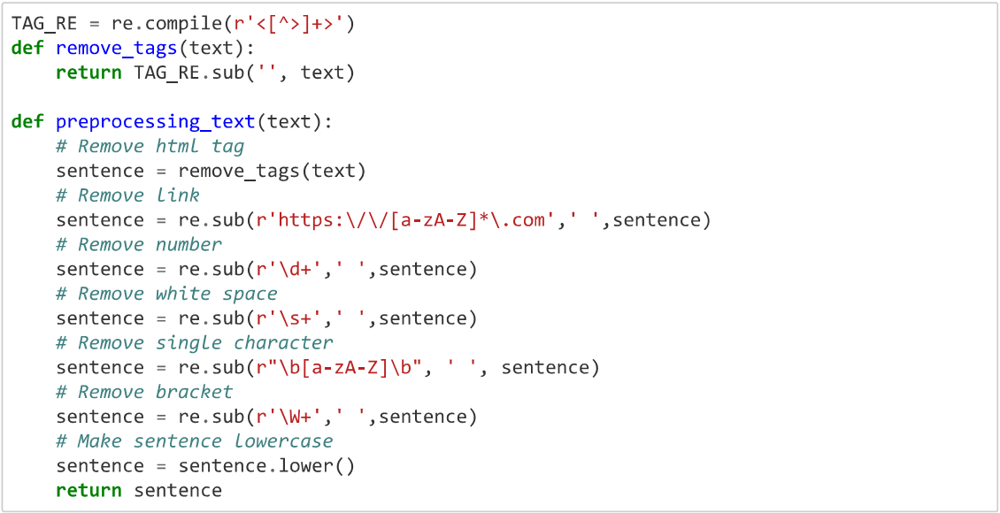 TAG_RE = re.compile(r'<[^>]+>')
def remove_tags(text):
    return TAG_RE.sub('', text)

def preprocessing_text(text):
    # Remove html tag
    sentence = remove_tags(text)
    # Remove link
    sentence = re.sub(r'https:\/\/[a-zA-Z]*\.com',' ',sentence)
    # Remove number
    sentence = re.sub(r'\d+',' ',sentence)
    # Remove white space
    sentence = re.sub(r'\s+',' ',sentence)
    # Remove single character
    sentence = re.sub(r"\b[a-zA-Z]\b", ' ', sentence)
    # Remove bracket
    sentence = re.sub(r'\W+',' ',sentence)
    # Make sentence lowercase
    sentence = sentence.lower()
    return sentence